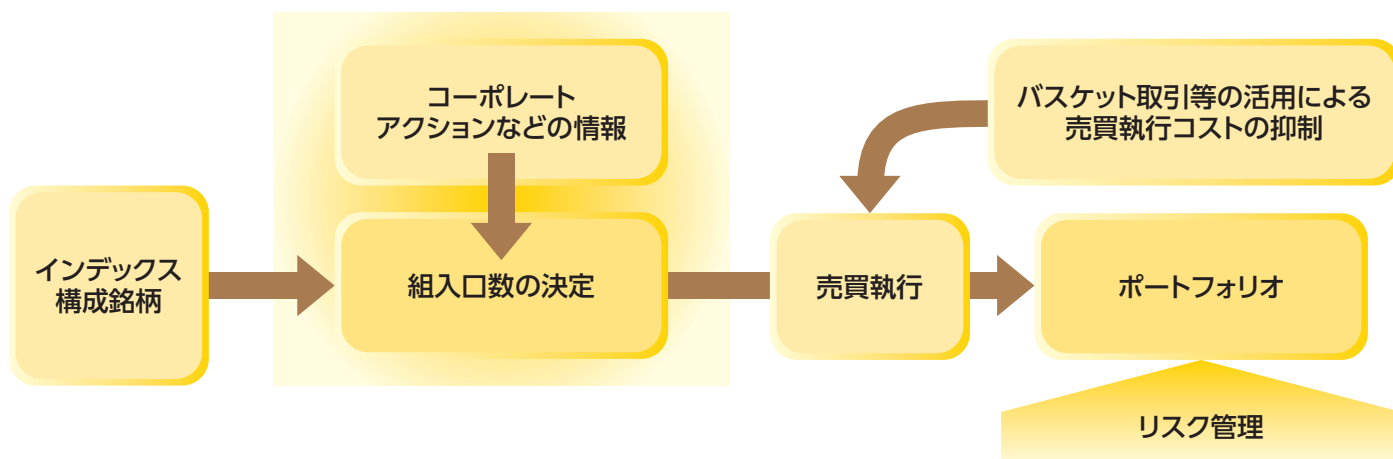 コーポレート
アクションなどの情報
バスケット取引等の活用による
売買執行コストの抑制
インデックス
構成銘柄
組入口数の決定
売買執行
ポートフォリオ
リスク管理